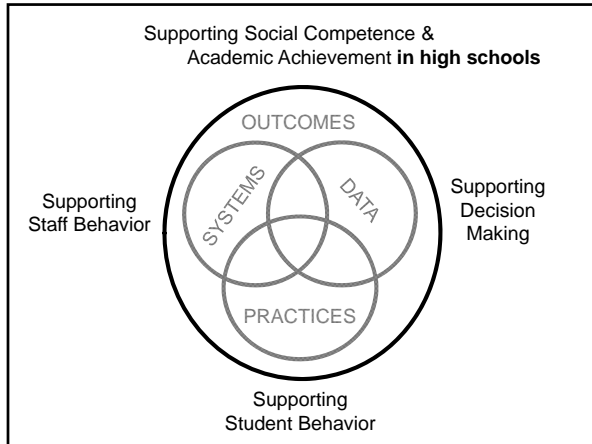 Supporting Social Competence &
Academic Achievement in high schools
OUTCOMES
SYSTEMS
DATA
Supporting
Staff Behavior
Supporting
Decision
Making
PRACTICES
Supporting
Student Behavior